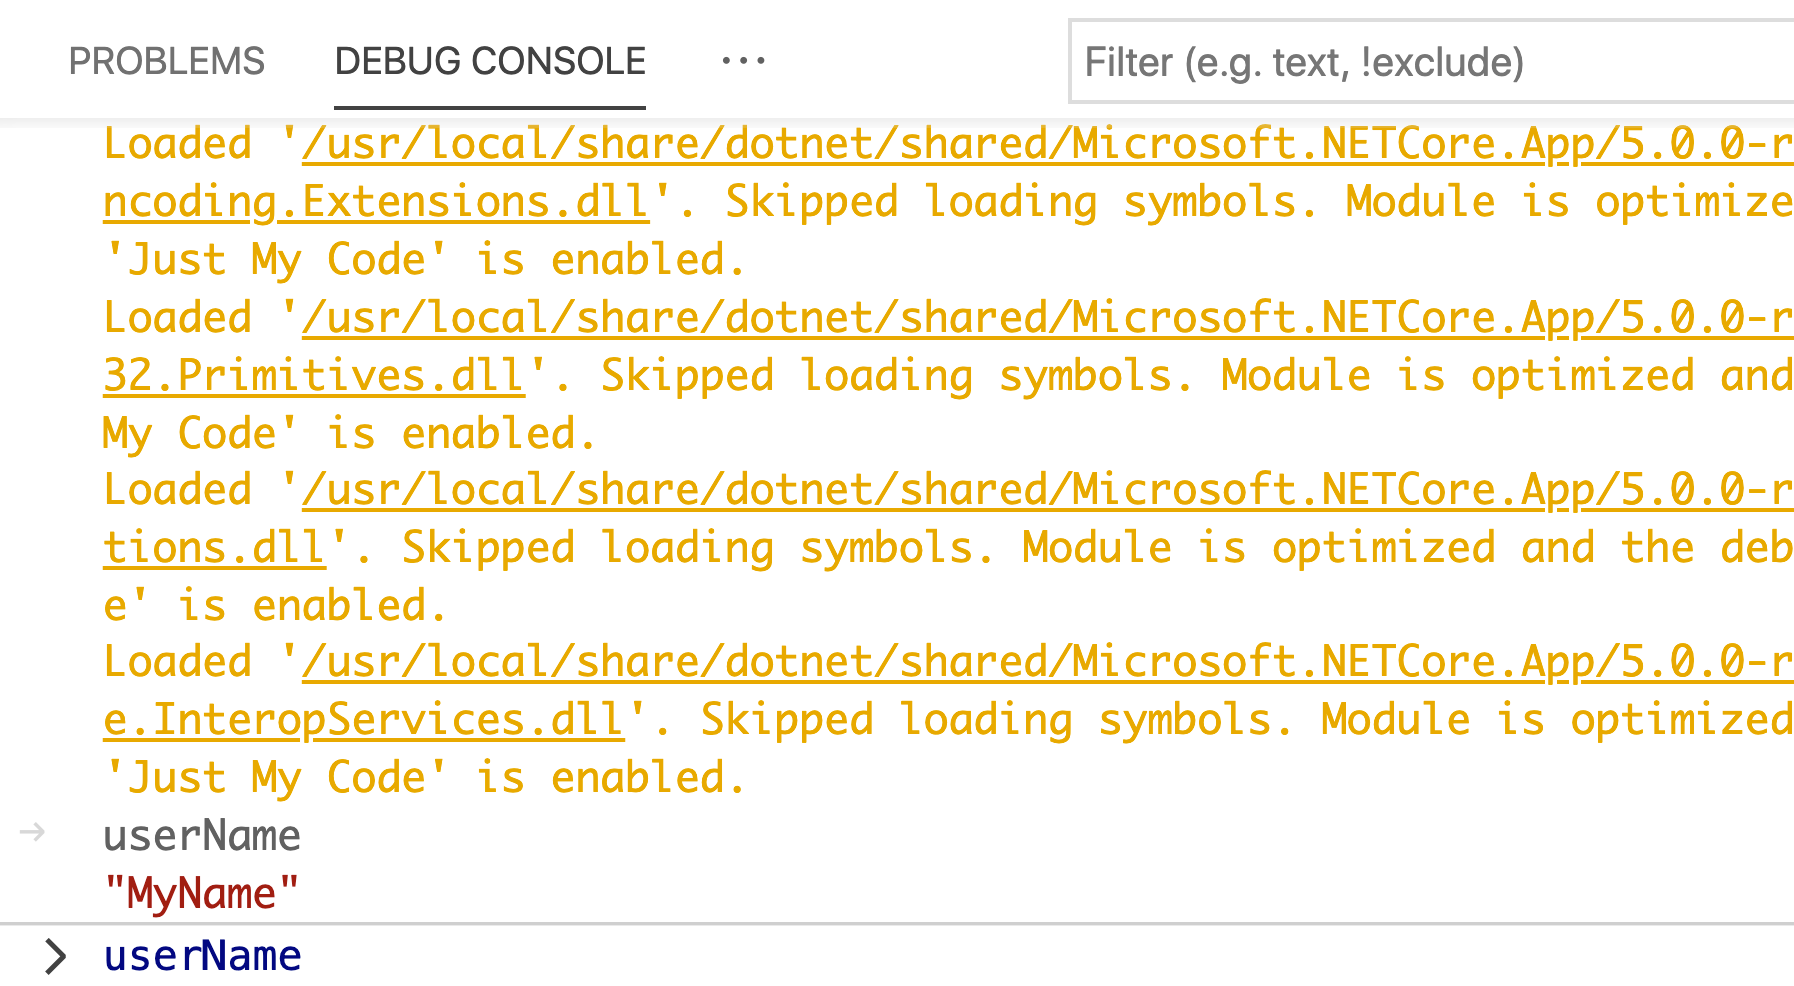 PROBLEMS DEBUG CONSOLE ... Filter (e.g. text, !exclude)
Loaded '/usr/local/share/dotnet/shared/Microsoft.NETCore.App/5.0.0-r
ncoding.Extensions.dll'. Skipped loading symbols. Module is optimize
'Just My Code' is enabled.
Loaded '/usr/local/share/dotnet/shared/Microsoft.NETCore.App/5.0.0-r
32.Primitives.dll'. Skipped loading symbols. Module is optimized and
My Code' is enabled.
Loaded '/usr/local/share/dotnet/shared/Microsoft.NETCore.App/5.0.0-r
tions.dll'. Skipped loading symbols. Module is optimized and the deb
e' is enabled.
Loaded '/usr/local/share/dotnet/shared/Microsoft.NETCore.App/5.0.0-r
e.InteropServices.dll'. Skipped loading symbols. Module is optimized
'Just My Code' is enabled.
→ userName
"MyName"
> userName